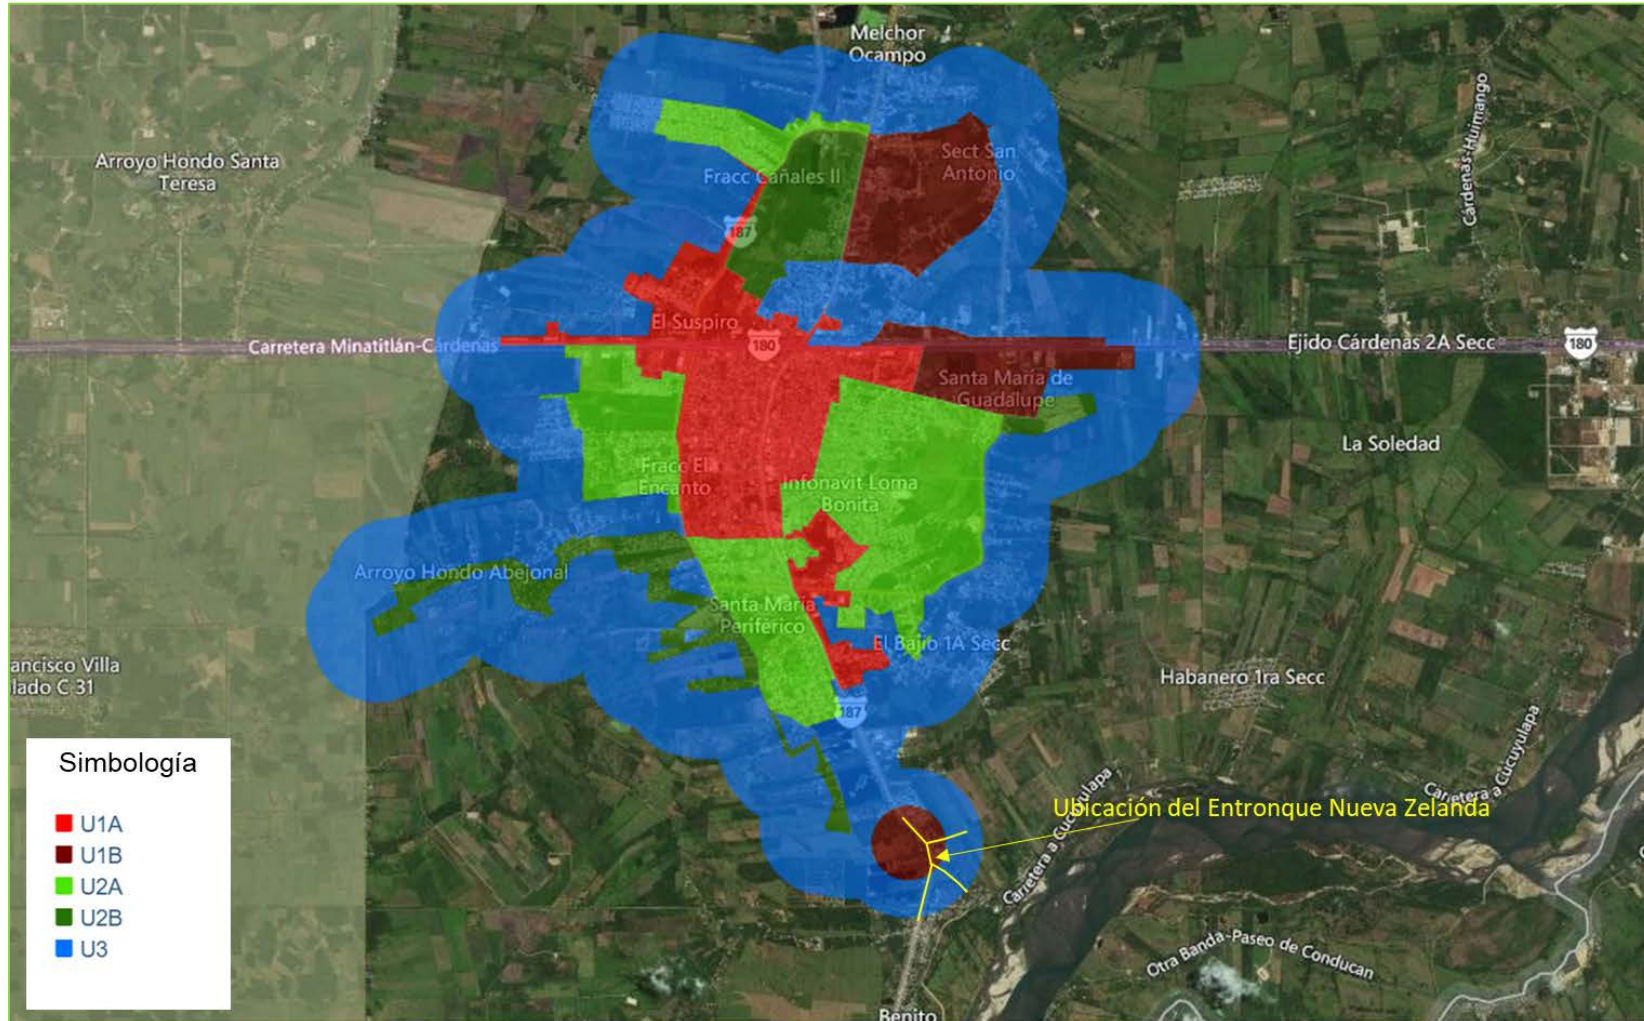 Melchor
Ocampo
Arroyo Hondo Santa
Teresa
Fracc Cañales II
Sect San
Antonio
Cárdenas-Huimango
187
El Suspiro
Carretera Minatitlán-Cárdenas
180
Ejido Cárdenas 2A Secc
180
Santa María de
Guadalupe
La Soledad
Fracc El
Encanto
Infonavit Loma
Bonita
Arroyo Hondo Abejonal
Santa María
Periférico
El Bajío 1A Secc
ancisco Villa
lado C 31
Habanero 1ra Secc
187
Simbología
U1A
U1B
U2A
U2B
U3
Carretera a Cucuyulapa
Carretera a Cucuyulapa
Ubicación del Entronque Nueva Zelanda
Otra Banda-Paseo de Conducan
Benito